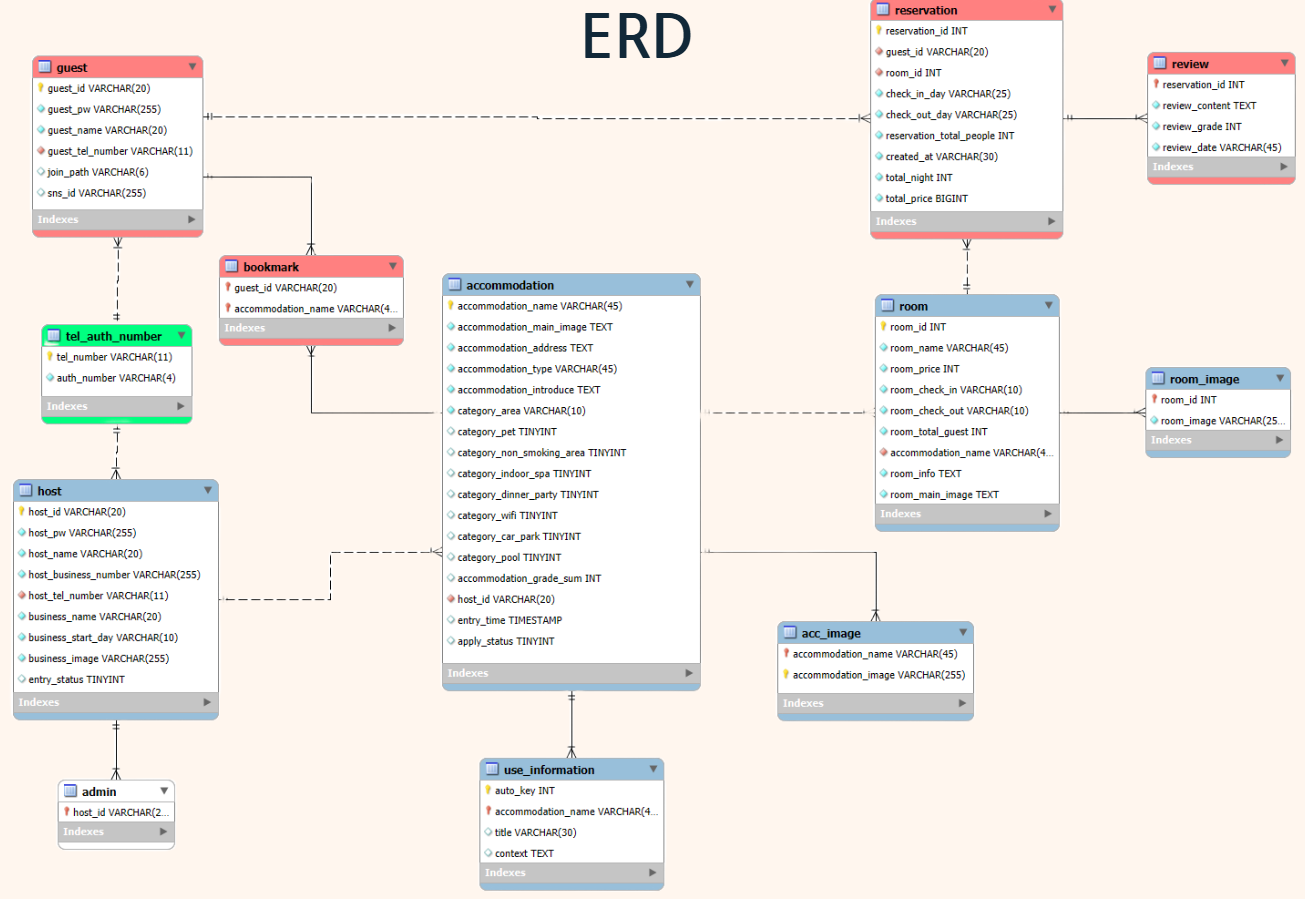 ERD
guest
guest_id VARCHAR(20)
guest_pw VARCHAR(255)
guest_name VARCHAR(20)
guest_tel_number VARCHAR(11)
join_path VARCHAR(6)
sns_id VARCHAR(255)
Indexes
reservation
reservation_id INT
guest_id VARCHAR(20)
room_id INT
check_in_day VARCHAR(25)
check_out_day VARCHAR(25)
reservation_total_people INT
created_at VARCHAR(30)
total_night INT
total_price BIGINT
Indexes
review
reservation_id INT
review_content TEXT
review_grade INT
review_date VARCHAR(45)
Indexes
bookmark
guest_id VARCHAR(20)
accommodation_name VARCHAR(4...
Indexes
tel_auth_number
tel_number VARCHAR(11)
auth_number VARCHAR(4)
Indexes
accommodation
accommodation_name VARCHAR(45)
accommodation_main_image TEXT
accommodation_address TEXT
accommodation_type VARCHAR(45)
accommodation_introduce TEXT
category_area VARCHAR(10)
category_pet TINYINT
category_non_smoking_area TINYINT
category_indoor_spa TINYINT
category_dinner_party TINYINT
category_wifi TINYINT
category_car_park TINYINT
category_pool TINYINT
accommodation_grade_sum INT
host_id VARCHAR(20)
entry_time TIMESTAMP
apply_status TINYINT
Indexes
room
room_id INT
room_name VARCHAR(45)
room_price INT
room_check_in VARCHAR(10)
room_check_out VARCHAR(10)
room_total_guest INT
accommodation_name VARCHAR(4...
room_info TEXT
room_main_image TEXT
Indexes
room_image
room_id INT
room_image VARCHAR(25...
Indexes
host
host_id VARCHAR(20)
host_pw VARCHAR(255)
host_name VARCHAR(20)
host_business_number VARCHAR(255)
host_tel_number VARCHAR(11)
business_name VARCHAR(20)
business_start_day VARCHAR(10)
business_image VARCHAR(255)
entry_status TINYINT
Indexes
acc_image
accommodation_name VARCHAR(45)
accommodation_image VARCHAR(255)
Indexes
admin
host_id VARCHAR(2...
Indexes
use_information
auto_key INT
accommodation_name VARCHAR(4...
title VARCHAR(30)
context TEXT
Indexes